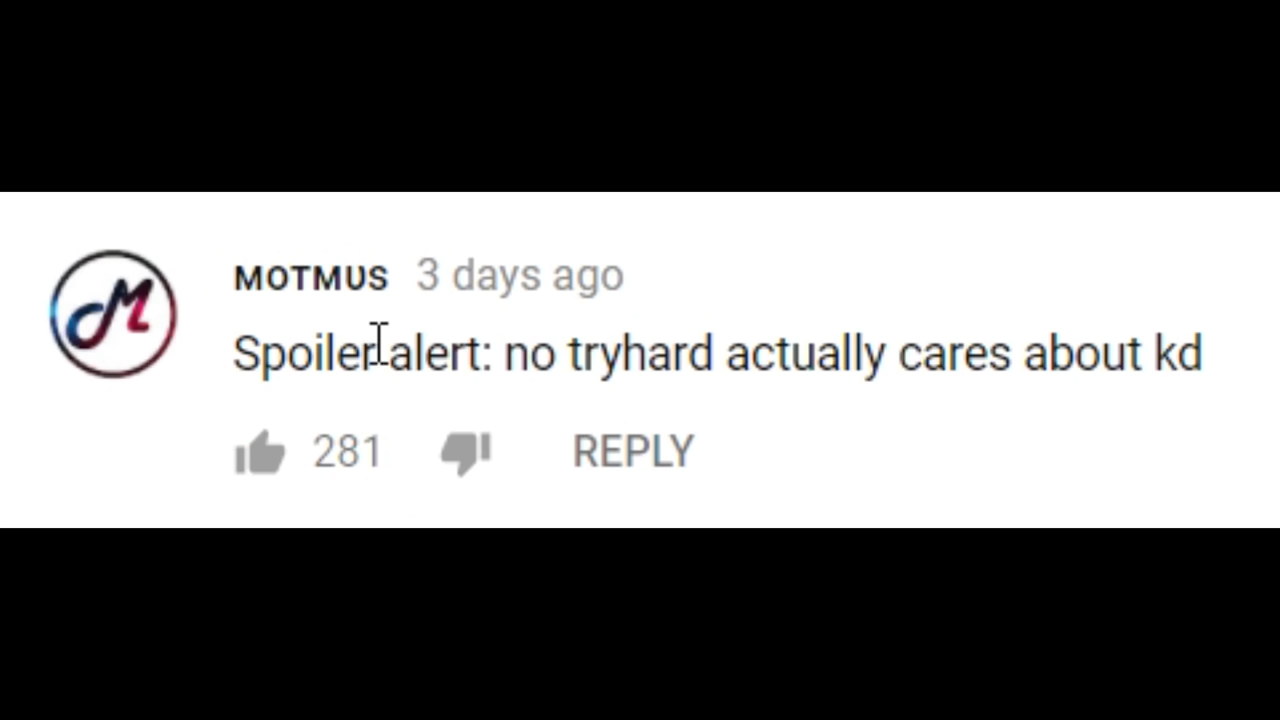 MOTMUS 3 days ago
Spoiler alert: no tryhard actually cares about kd
281 REPLY